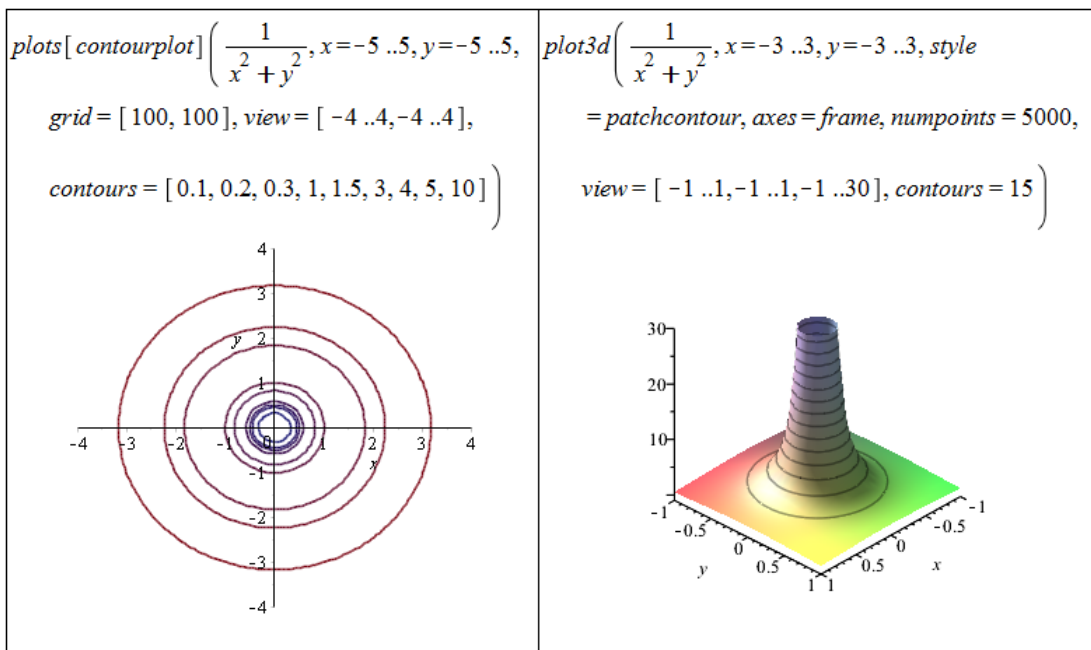 plots[contourplot](1/(x^2 + y^2), x=-5 ..5, y=-5 ..5,
grid = [100, 100], view = [-4 ..4,-4 ..4],
contours = [0.1, 0.2, 0.3, 1, 1.5, 3, 4, 5, 10])
4
3
y 2
1
-4 -3 -2 -1 0 1 2 3 4
x
-1
-2
-3
-4
plot3d(1/(x^2 + y^2), x=-3 ..3, y=-3 ..3, style
= patchcontour, axes = frame, numpoints = 5000,
view = [-1 ..1,-1 ..1,-1 ..30], contours = 15)
30
20
10
-1 -0.5 0 0.5 1
y
1 0.5 0 -0.5 -1
x